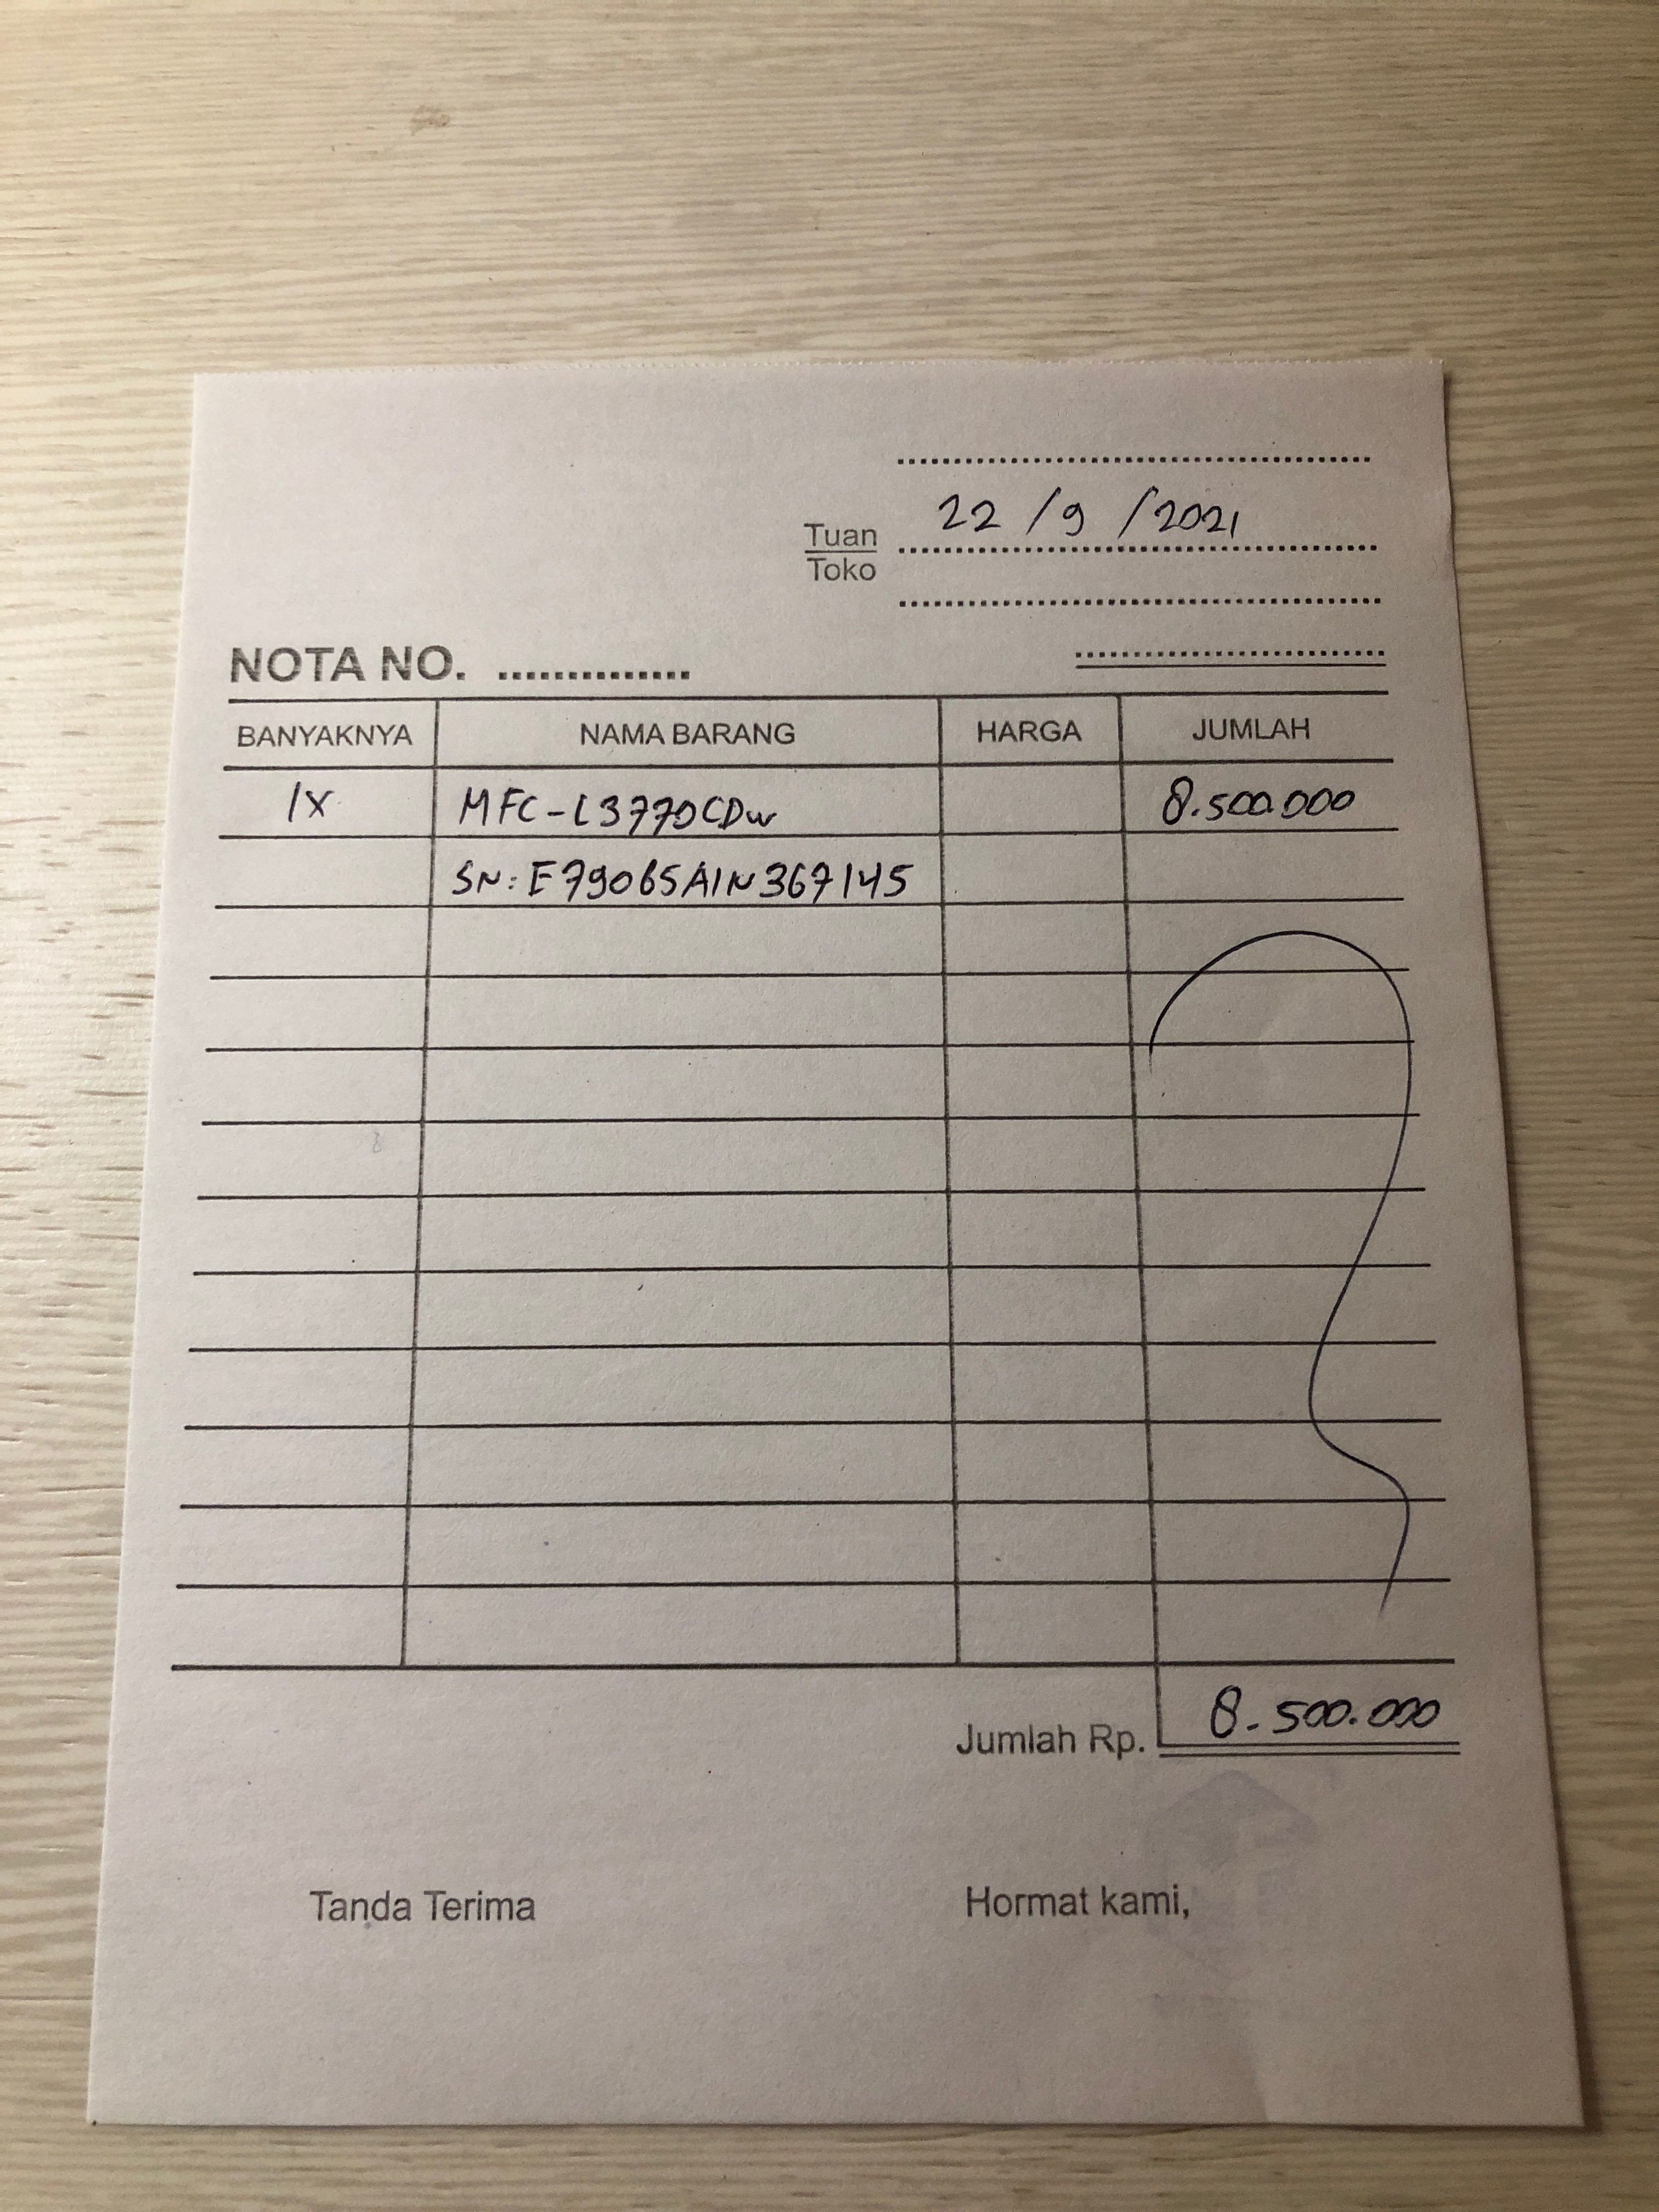 22 / 9 / 2021
Tuan
Toko
NOTA NO. ..............
BANYAKNYA NAMA BARANG HARGA JUMLAH
1X MFC-L3770CDW 8.500.000
SN: E79065A1N367145
Jumlah Rp. 8.500.000
Tanda Terima Hormat kami,